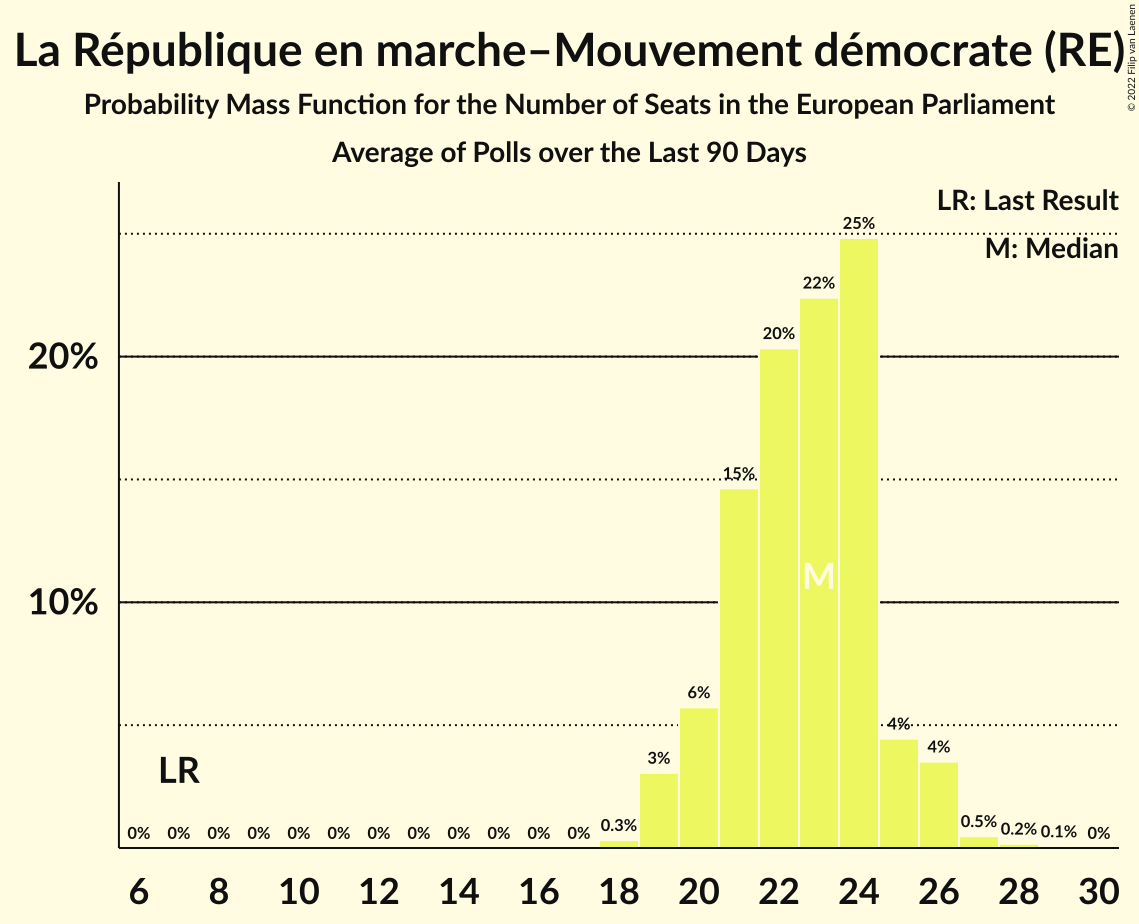 La République en marche–Mouvement démocrate (RE)
© 2022 Filip van Laenen
Probability Mass Function for the Number of Seats in the European Parliament
Average of Polls over the Last 90 Days
LR: Last Result
M: Median
25%
22%
20%
20%
15%
M
10%
6%
4%
4%
3%
LR
0% 0% 0% 0% 0% 0% 0% 0% 0% 0% 0% 0% 0.3% 0.5% 0.2% 0.1% 0%
6 8 10 12 14 16 18 20 22 24 26 28 30